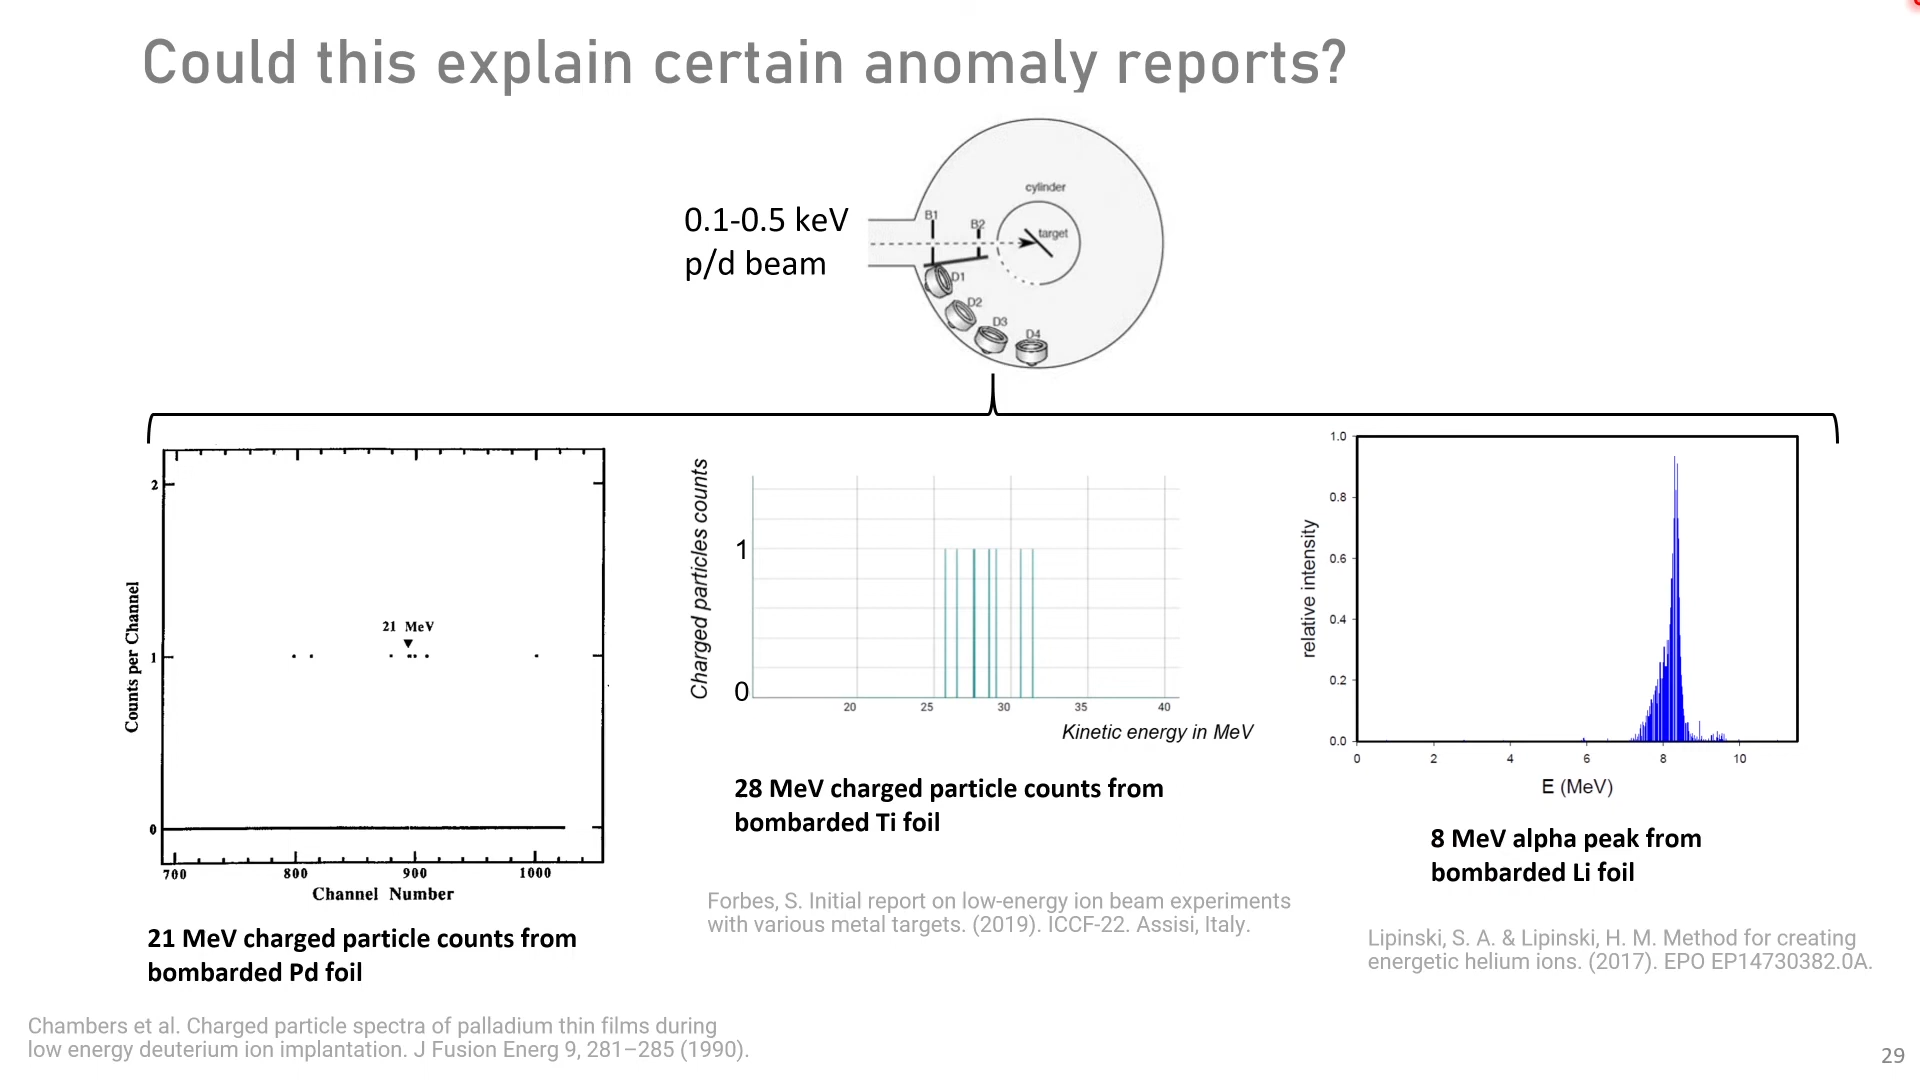 Could this explain certain anomaly reports?
0.1-0.5 keV
p/d beam
cylinder
B1
B2
target
D1
D2
D3
D4
2
1
0
21 MeV
Counts per Channel
700 800 900 1000
Channel Number
21 MeV charged particle counts from
bombarded Pd foil
Chambers et al. Charged particle spectra of palladium thin films during
low energy deuterium ion implantation. J Fusion Energ 9, 281–285 (1990).
Charged particles counts
1
0
20 25 30 35 40
Kinetic energy in MeV
28 MeV charged particle counts from
bombarded Ti foil
Forbes, S. Initial report on low-energy ion beam experiments
with various metal targets. (2019). ICCF-22. Assisi, Italy.
1.0
0.8
0.6
0.4
0.2
0.0
relative intensity
0 2 4 6 8 10
E (MeV)
8 MeV alpha peak from
bombarded Li foil
Lipinski, S. A. & Lipinski, H. M. Method for creating
energetic helium ions. (2017). EPO EP14730382.0A.
29